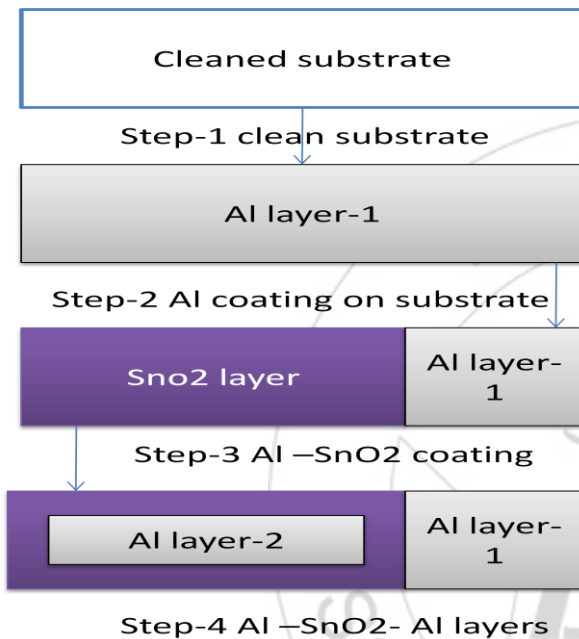 Cleaned substrate
Step-1 clean substrate
Al layer-1
Step-2 Al coating on substrate
Sno2 layer
Al layer-
1
Step-3 Al –SnO2 coating
Al layer-2
Al layer-
1
Step-4 Al –SnO2- Al layers